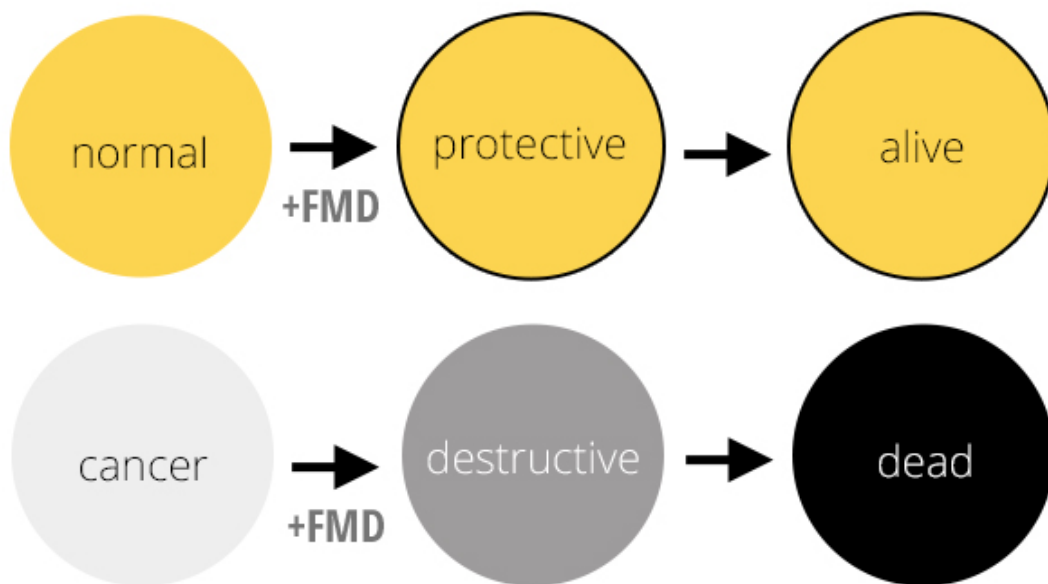 normal
+FMD
protective
alive
cancer
+FMD
destructive
dead